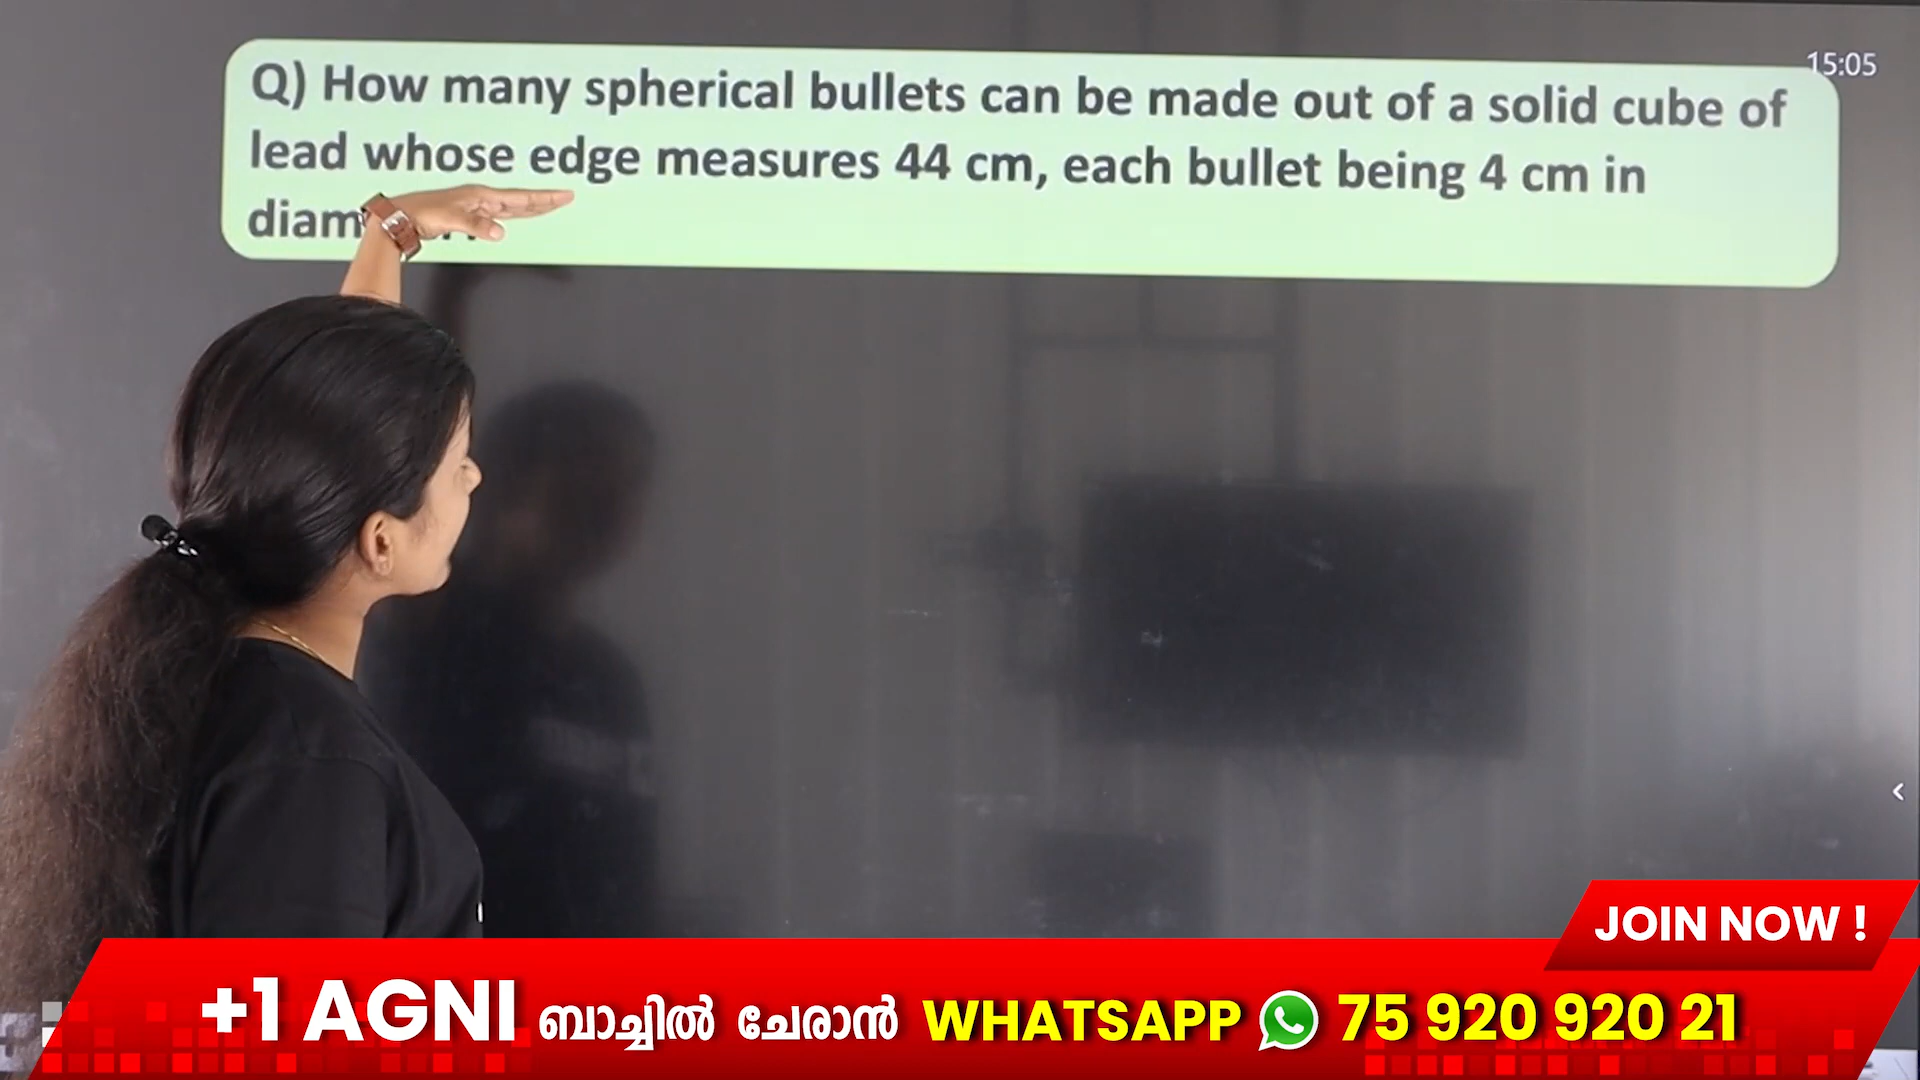 15:05
Q) How many spherical bullets can be made out of a solid cube of
lead whose edge measures 44 cm, each bullet being 4 cm in
JOIN NOW !
+1 AGNI ബാച്ചിൽ ചേരാൻ WHATSAPP 75 920 920 21